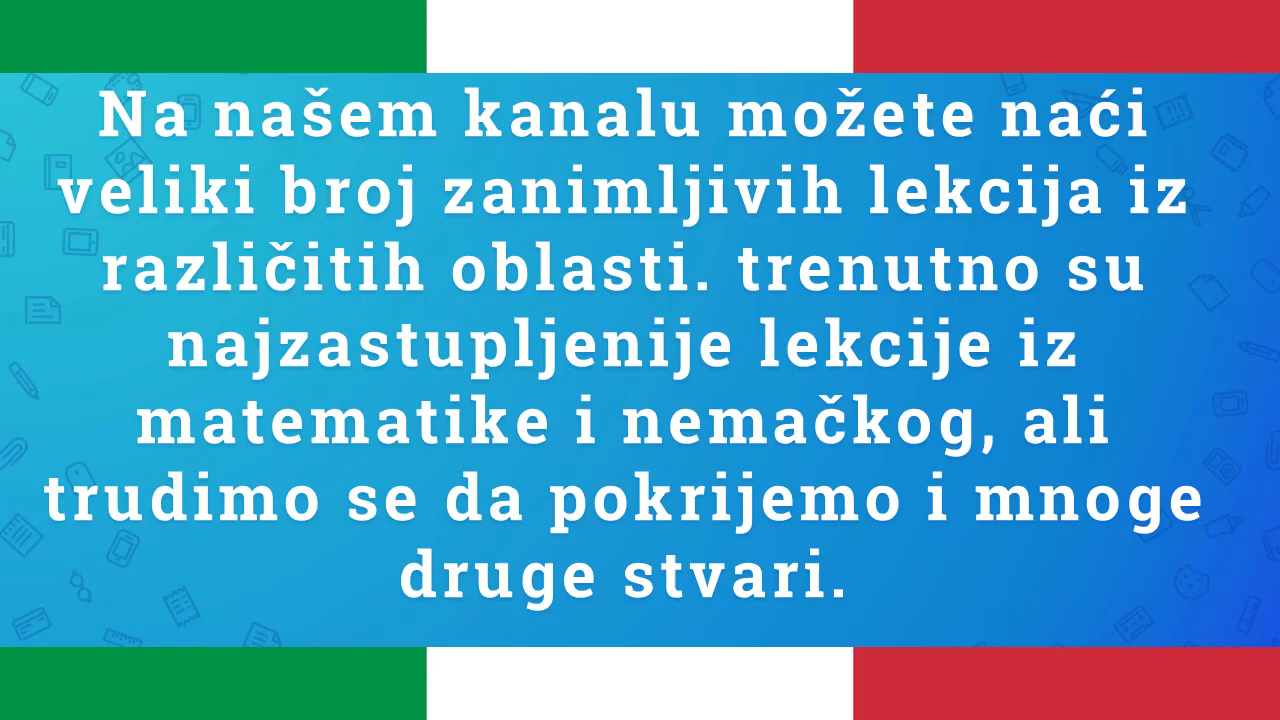 Na našem kanalu možete naći
veliki broj zanimljivih lekcija iz
različitih oblasti. trenutno su
najzastupljenije lekcije iz
matematike i nemačkog, ali
trudimo se da pokrijemo i mnoge
druge stvari.